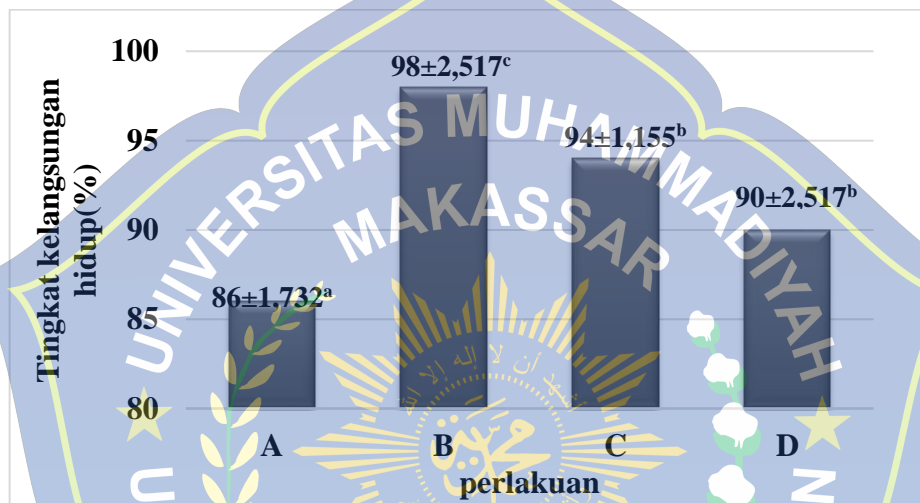 100
95
90
85
80
Tingkat kelangsungan
hidup(%)
86±1,732ᵃ
98±2,517ᶜ
94±1,155ᵇ
90±2,517ᵇ
A
B
C
D
perlakuan
UNIVERSITAS MUHAMMADIYAH
MAKASSAR